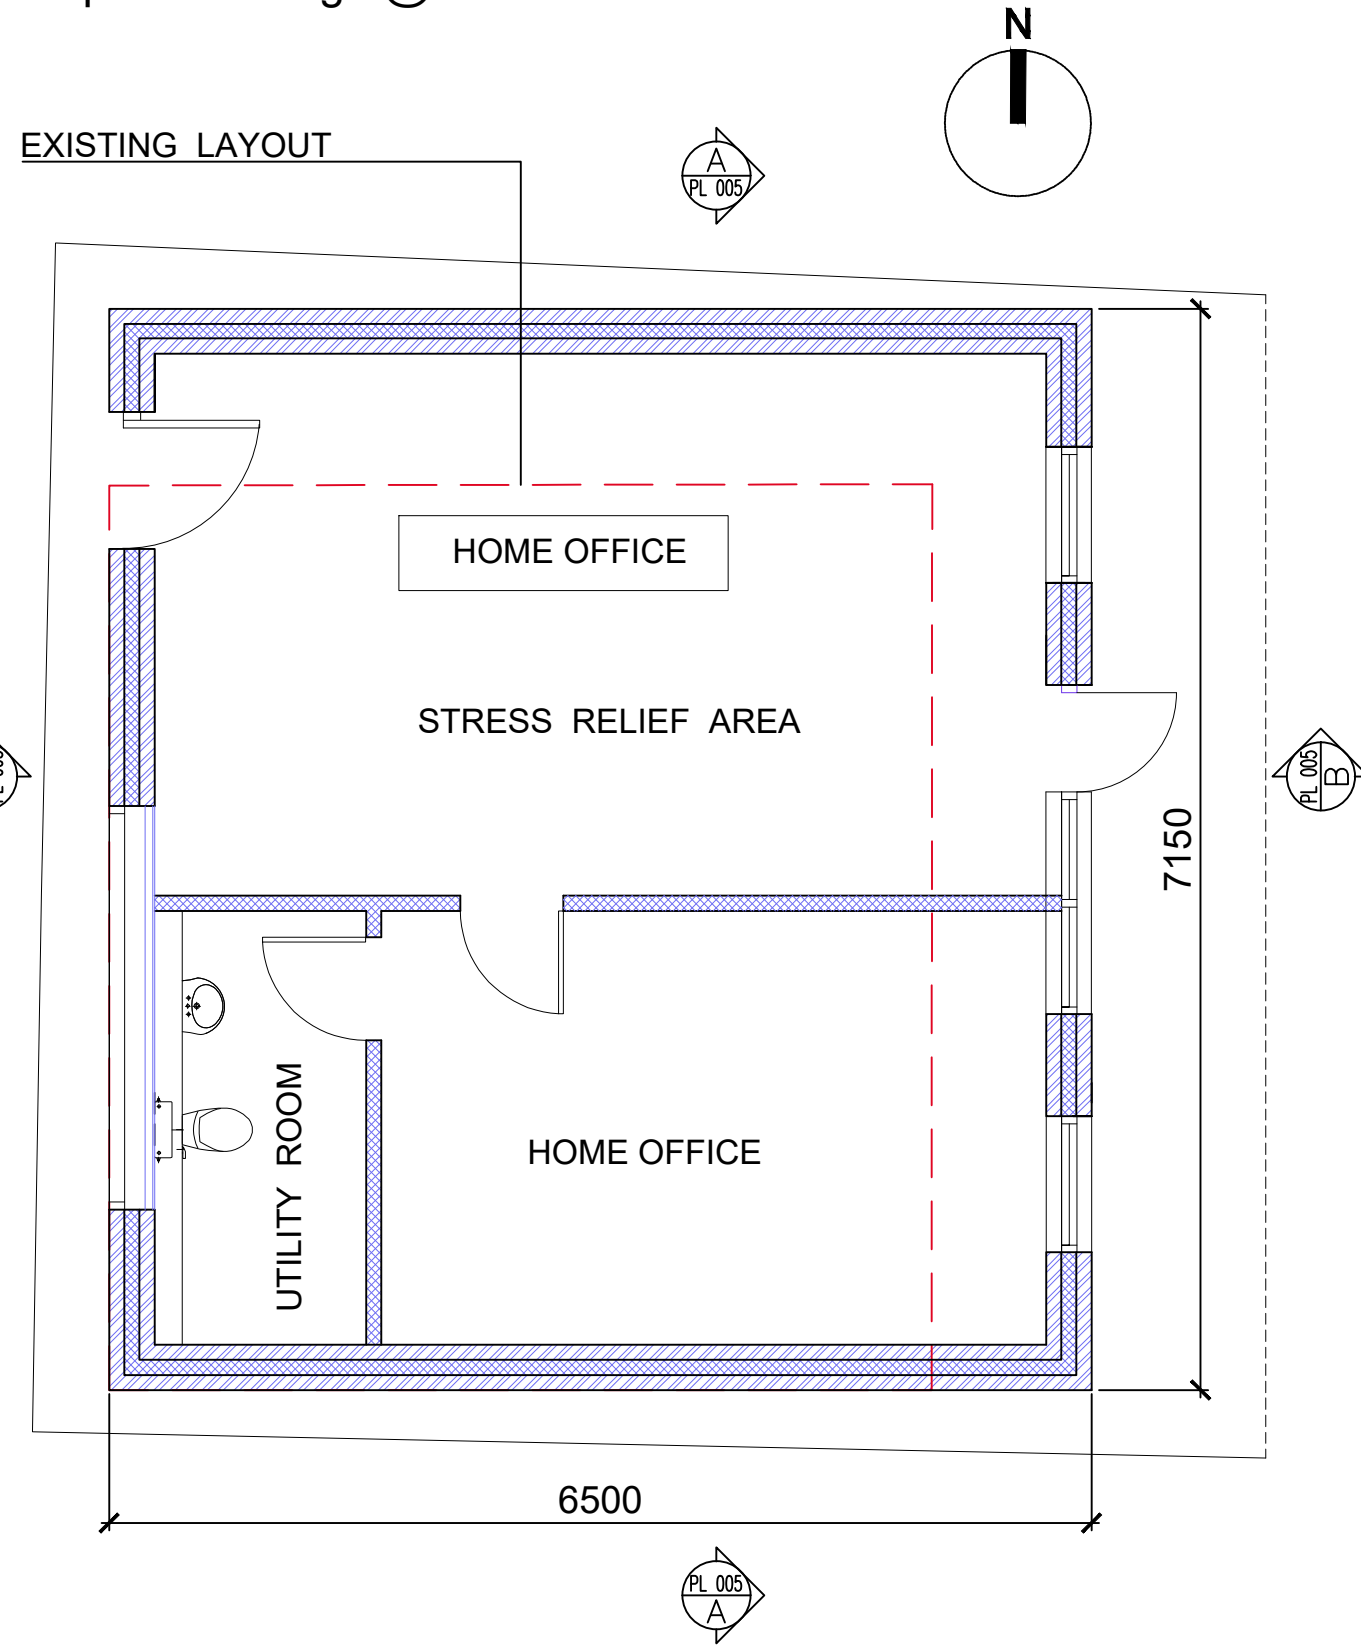 N
EXISTING LAYOUT
A
PL 005
HOME OFFICE
STRESS RELIEF AREA
PL 005
B
7150
UTILITY ROOM
HOME OFFICE
6500
PL 005
A